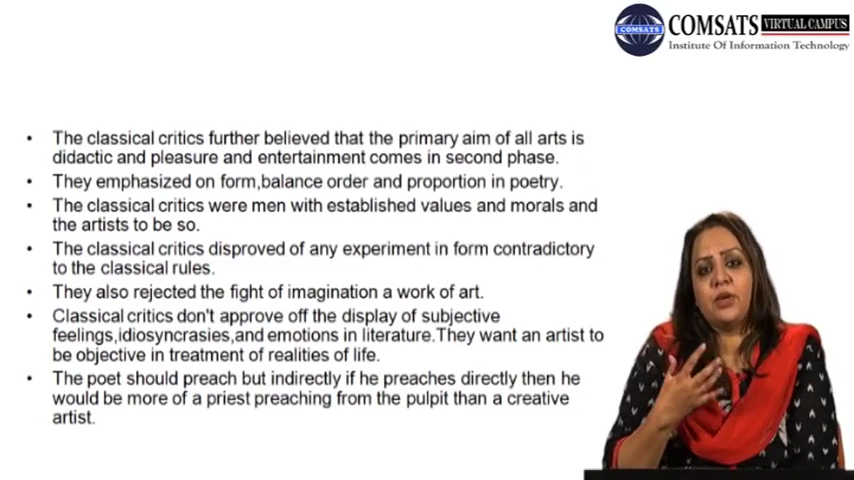 COMSATS VIRTUAL CAMPUS
COMSATS Institute Of Information Technology
• The classical critics further believed that the primary aim of all arts is
didactic and pleasure and entertainment comes in second phase.
• They emphasized on form,balance order and proportion in poetry.
• The classical critics were men with established values and morals and
the artists to be so.
• The classical critics disproved of any experiment in form contradictory
to the classical rules.
• They also rejected the fight of imagination a work of art.
• Classical critics don't approve off the display of subjective
feelings,idiosyncrasies,and emotions in literature.They want an artist to
be objective in treatment of realities of life.
• The poet should preach but indirectly if he preaches directly then he
would be more of a priest preaching from the pulpit than a creative
artist.